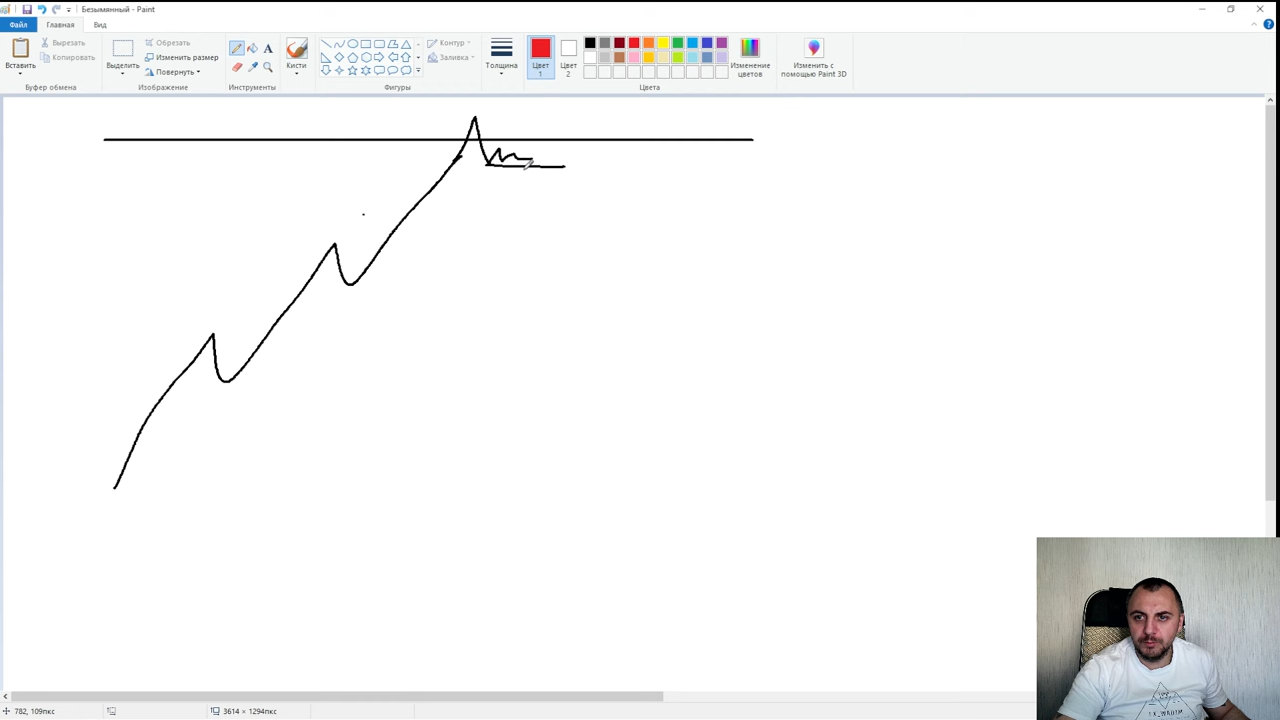 Безымянный - Paint
Файл Главная Вид
Вставить
Вырезать
Копировать
Буфер обмена
Выделить
Обрезать
Изменить размер
Повернуть
Изображение
A
Инструменты
Кисти
Контур
Заливка
Фигуры
Толщина
Цвет 1
Цвет 2
Изменение цветов
Цвета
Изменить с помощью Paint 3D
782, 109пкс
3614 × 1294пкс